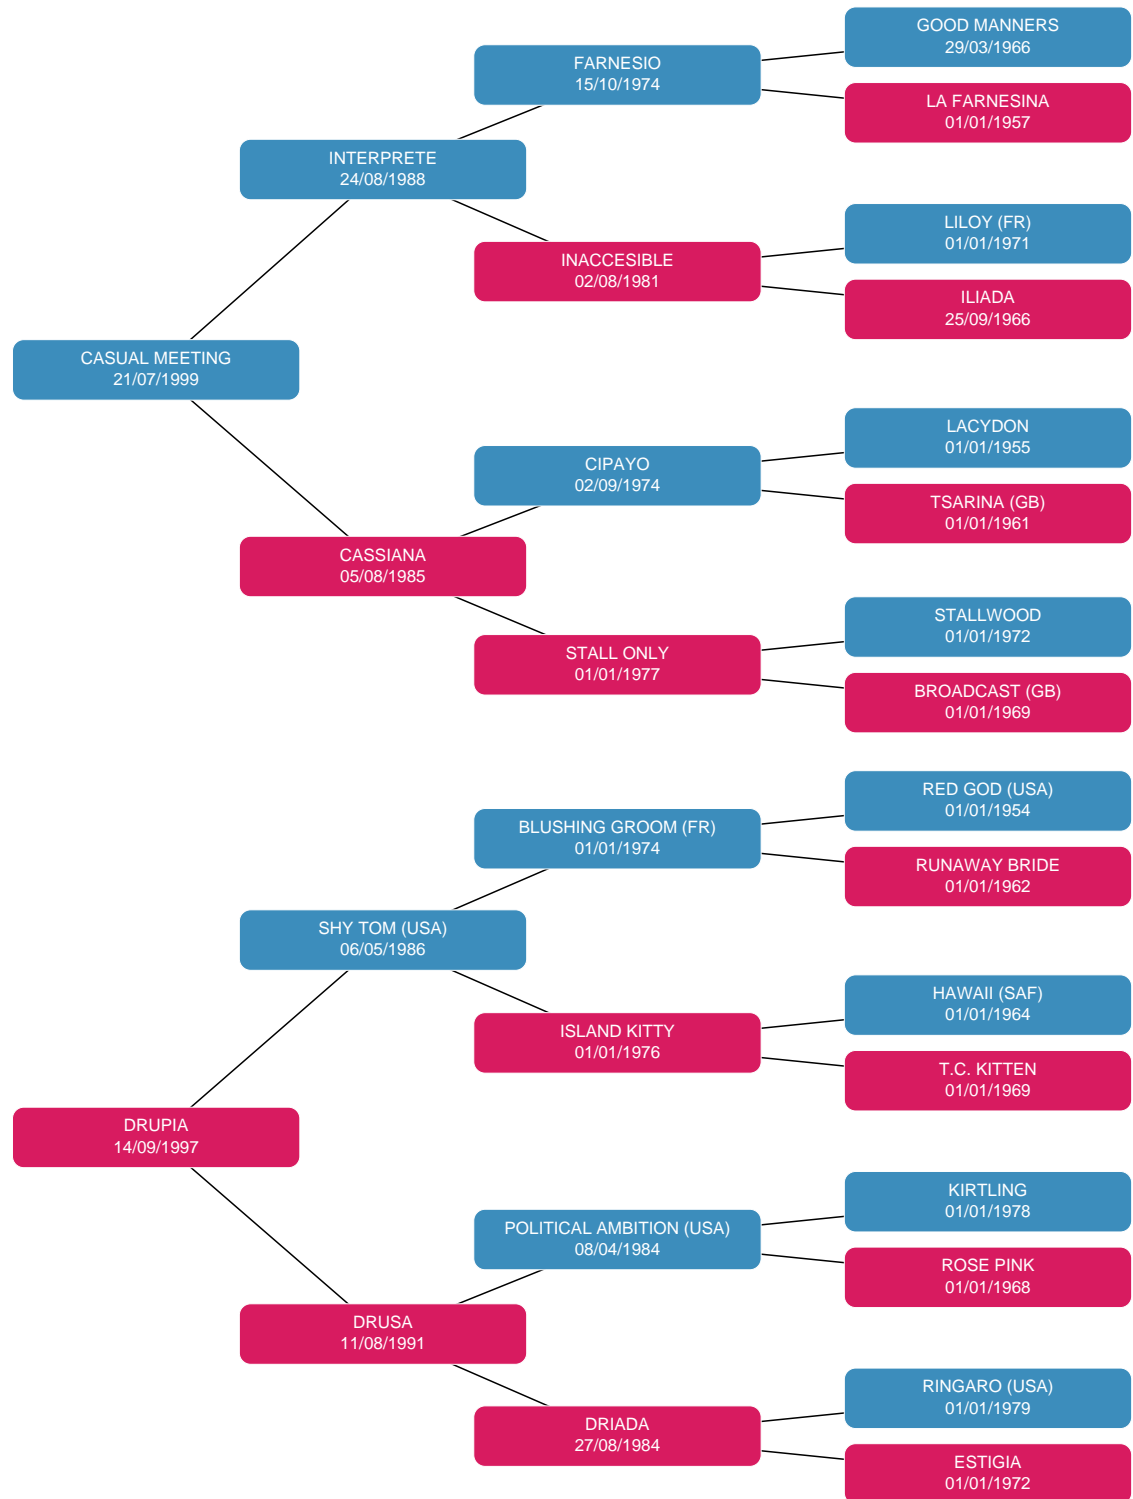 GOOD MANNERS
29/03/1966
FARNESIO
15/10/1974
LA FARNESINA
01/01/1957
INTERPRETE
24/08/1988
LILOY (FR)
01/01/1971
INACCESIBLE
02/08/1981
ILIADA
25/09/1966
CASUAL MEETING
21/07/1999
LACYDON
01/01/1955
CIPAYO
02/09/1974
TSARINA (GB)
01/01/1961
CASSIANA
05/08/1985
STALLWOOD
01/01/1972
STALL ONLY
01/01/1977
BROADCAST (GB)
01/01/1969
RED GOD (USA)
01/01/1954
BLUSHING GROOM (FR)
01/01/1974
RUNAWAY BRIDE
01/01/1962
SHY TOM (USA)
06/05/1986
HAWAII (SAF)
01/01/1964
ISLAND KITTY
01/01/1976
T.C. KITTEN
01/01/1969
DRUPIA
14/09/1997
KIRTLING
01/01/1978
POLITICAL AMBITION (USA)
08/04/1984
ROSE PINK
01/01/1968
DRUSA
11/08/1991
RINGARO (USA)
01/01/1979
DRIADA
27/08/1984
ESTIGIA
01/01/1972